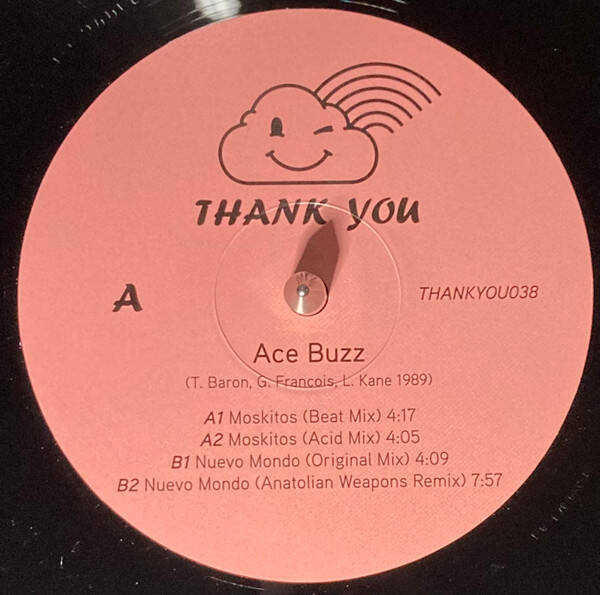 THANK YOU
A
THANKYOU038
Ace Buzz
(T. Baron, G. Francois, L. Kane 1989)
A1 Moskitos (Beat Mix) 4:17
A2 Moskitos (Acid Mix) 4:05
B1 Nuevo Mondo (Original Mix) 4:09
B2 Nuevo Mondo (Anatolian Weapons Remix) 7:57